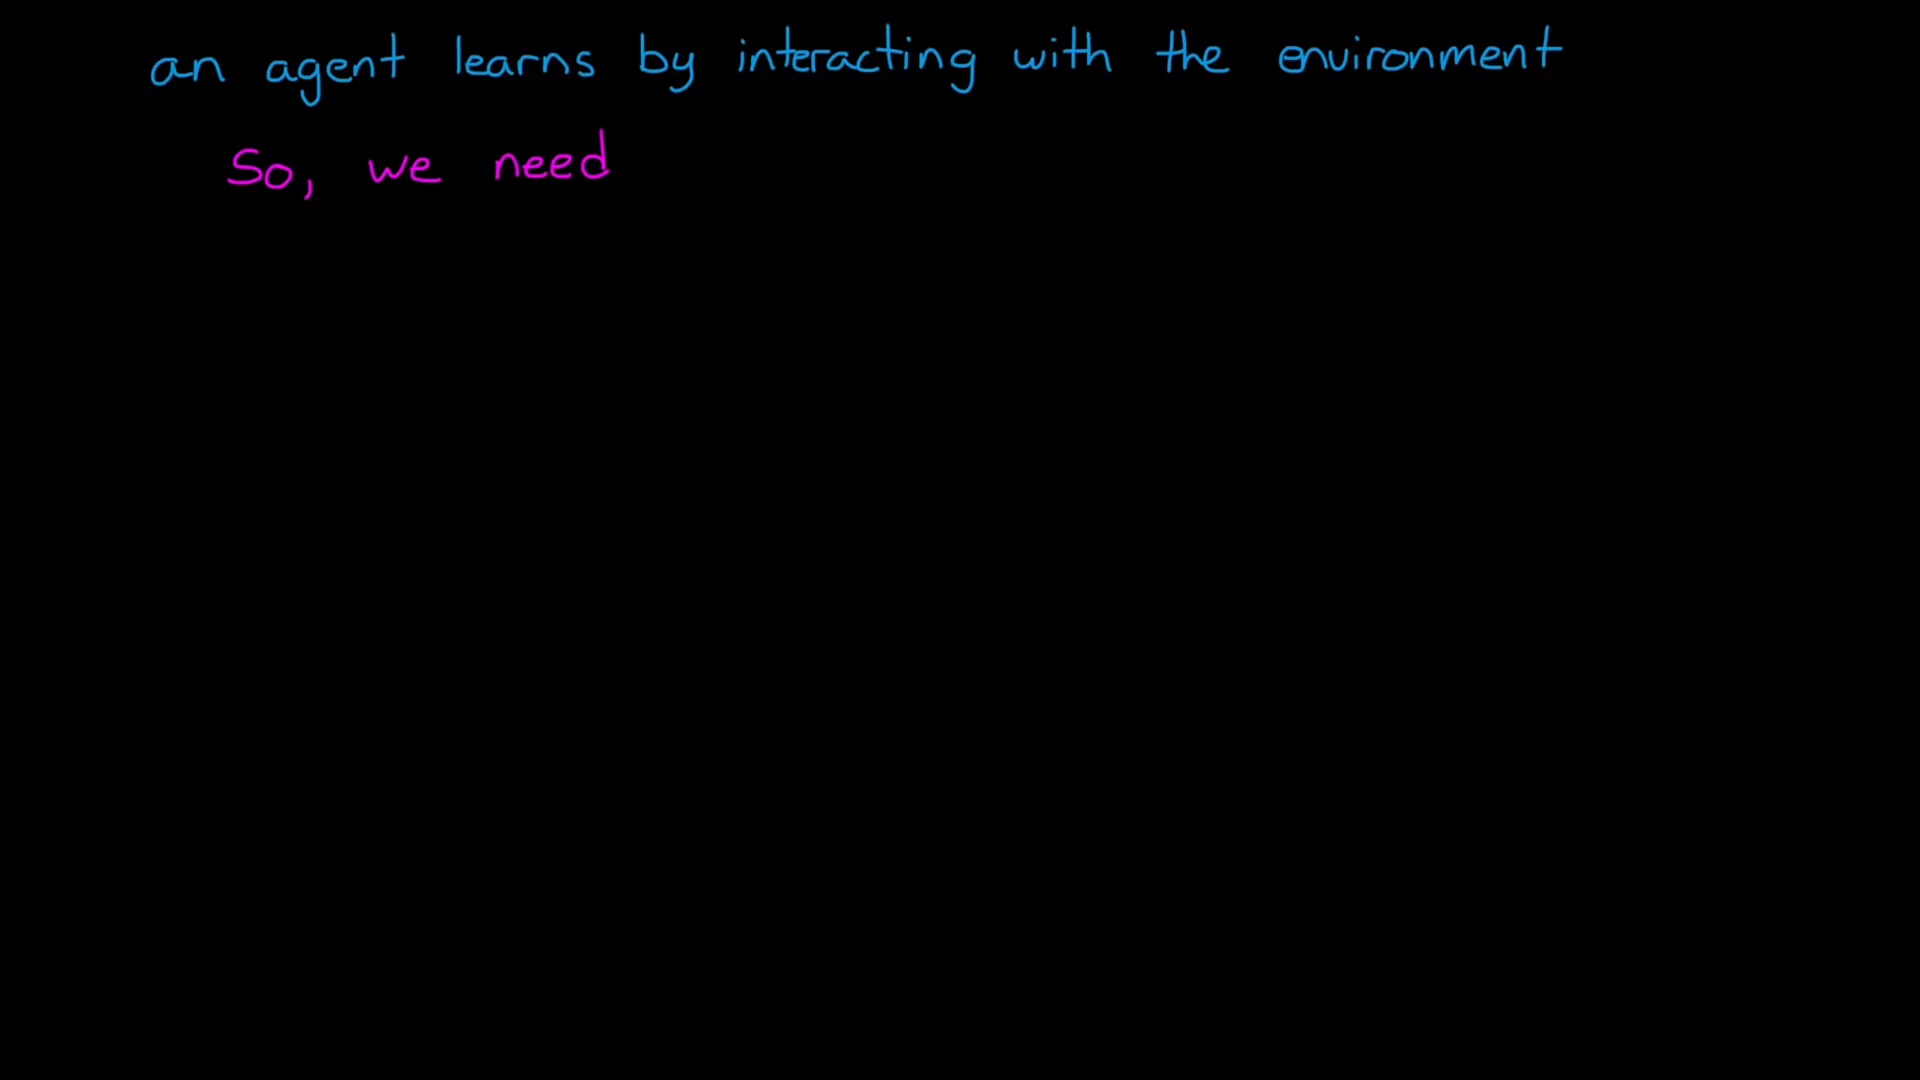 an agent learns by interacting with the environment
So, we need